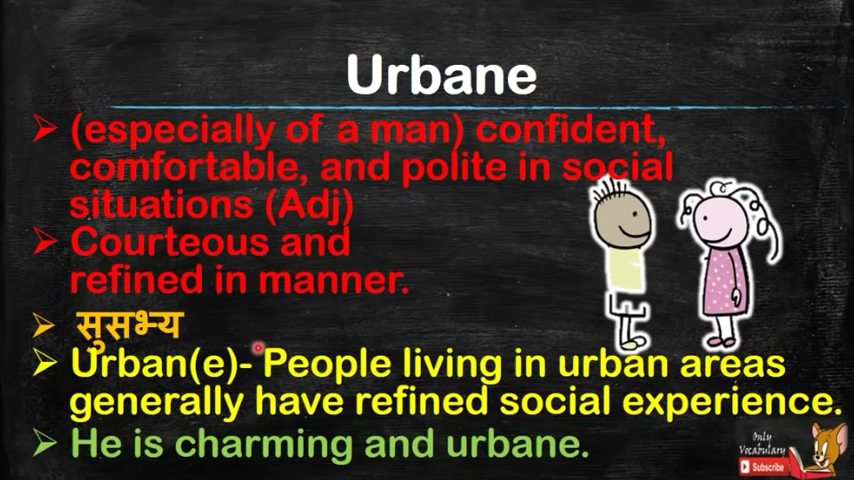 Urbane
➢ (especially of a man) confident,
comfortable, and polite in social
situations (Adj)
➢ Courteous and
refined in manner.
➢ सुसभ्य
➢ Urban(e)- People living in urban areas
generally have refined social experience.
➢ He is charming and urbane.
Only
Vocabulary
Subscribe